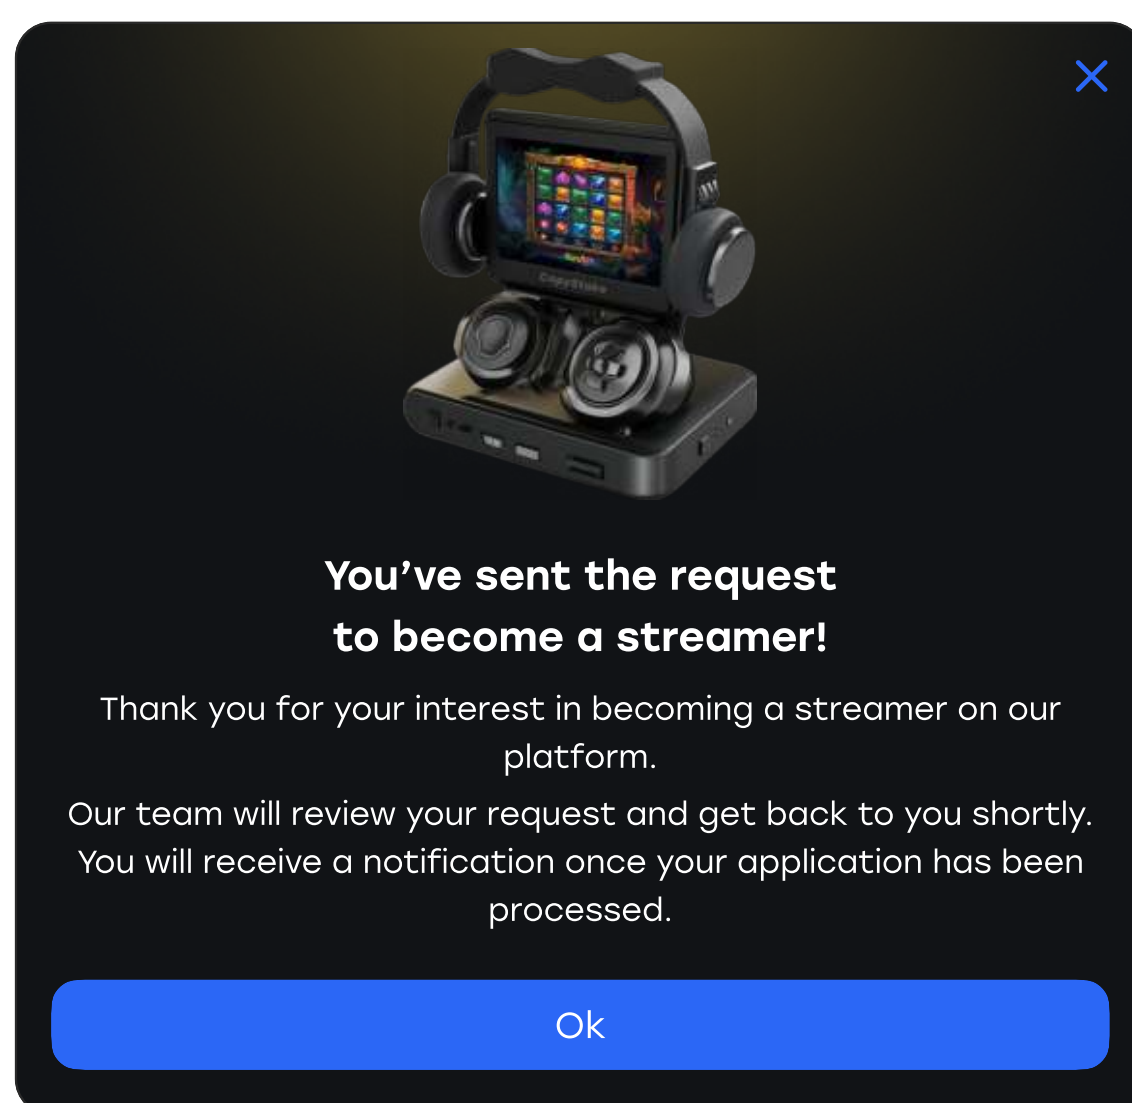 You’ve sent the request
to become a streamer!
Thank you for your interest in becoming a streamer on our
platform.
Our team will review your request and get back to you shortly.
You will receive a notification once your application has been
processed.
Ok